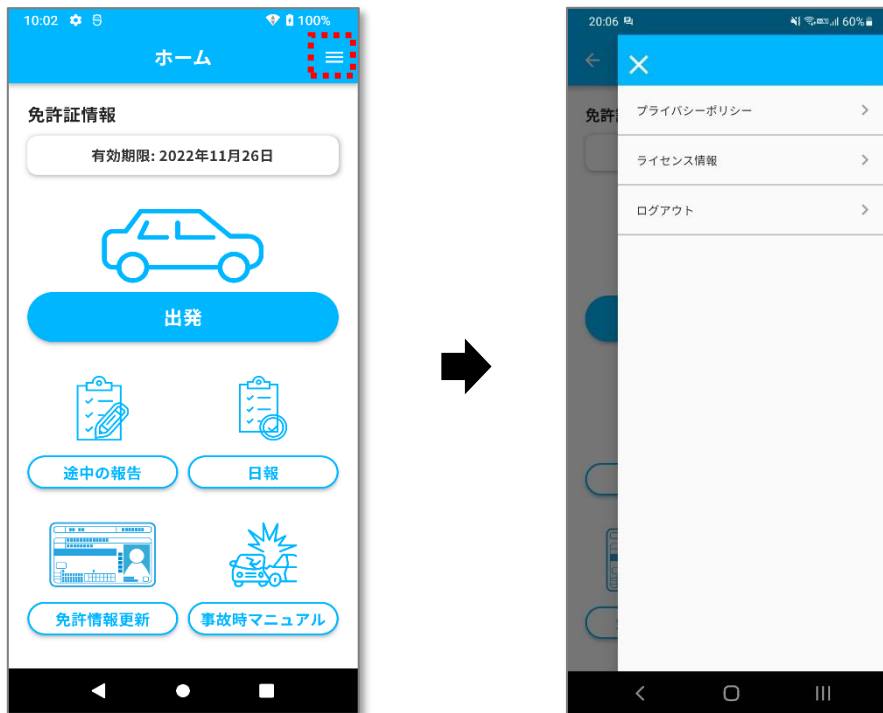 10:02 100%
ホーム
免許証情報
有効期限: 2022年11月26日
出発
途中の報告 日報
免許情報更新 事故時マニュアル
20:06 60%
免許
プライバシーポリシー
ライセンス情報
ログアウト